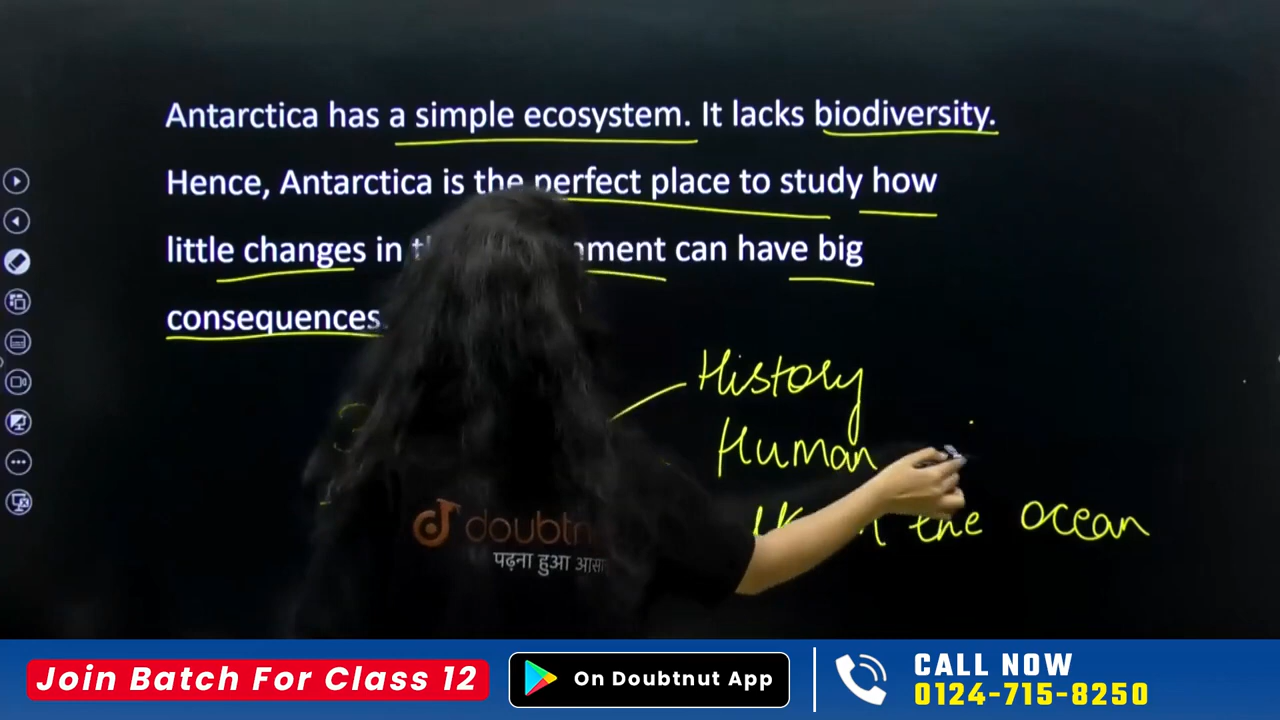 Antarctica has a simple ecosystem. It lacks biodiversity.
Hence, Antarctica is the perfect place to study how
little changes in can have big
consequences.
History
Human
the ocean
doubtn
पढ़ना हुआ आसा
Join Batch For Class 12
On Doubtnut App
CALL NOW
0124-715-8250